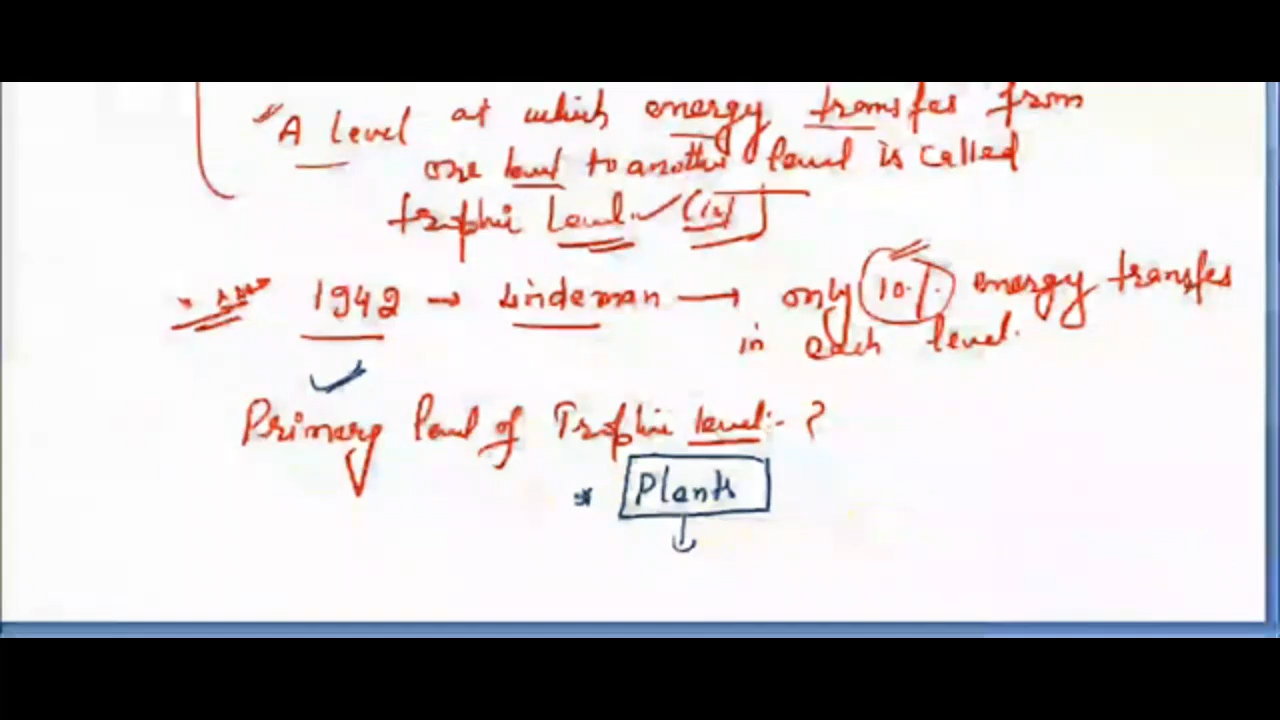 A level at which energy transfer from
one level to another level is called
trophic level.
1942 → Lindeman → only 10% energy transfer
in each level.
Primary level of Trophic level:- ?
* Plants